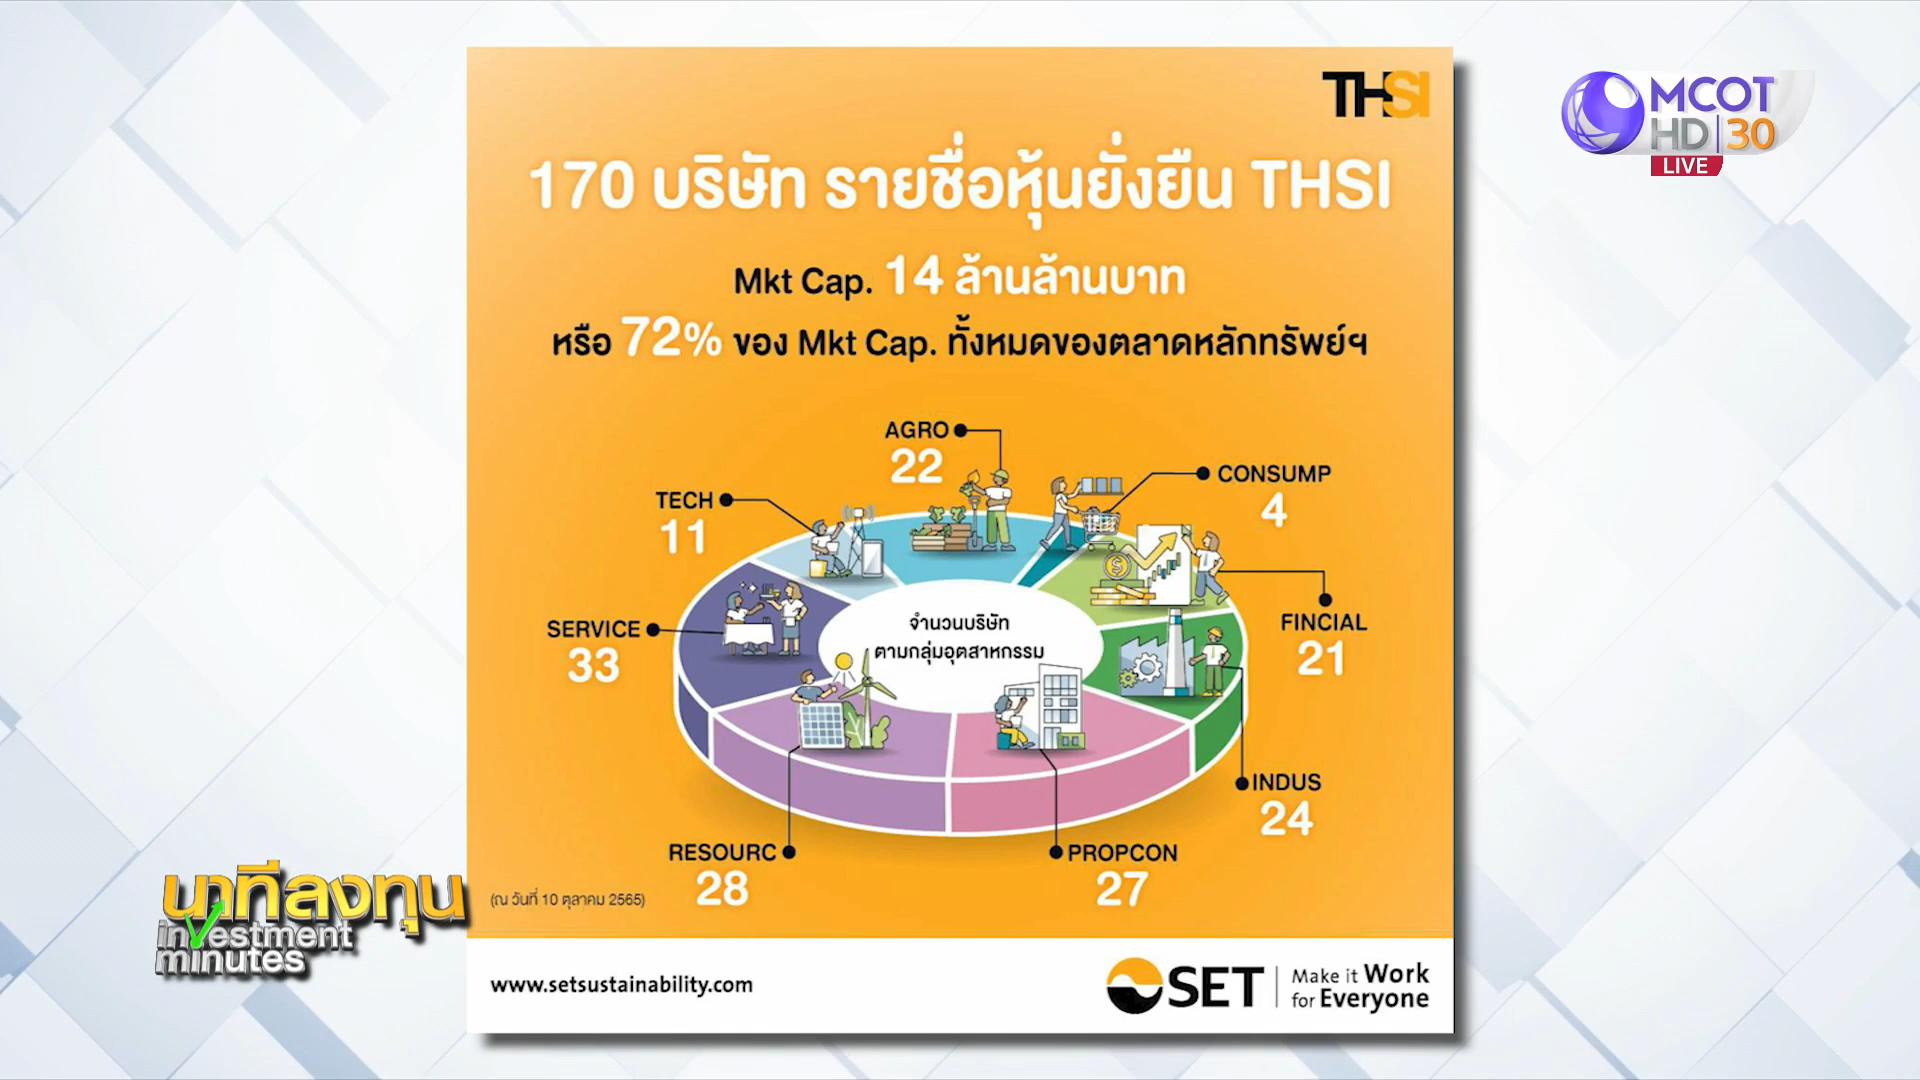 THSI
MCOT
HD 30
LIVE
170 บริษัท รายชื่อหุ้นยั่งยืน THSI
Mkt Cap. 14 ล้านล้านบาท
หรือ 72% ของ Mkt Cap. ทั้งหมดของตลาดหลักทรัพย์ฯ
AGRO
22
CONSUMP
4
TECH
11
FINCIAL
21
SERVICE
33
จำนวนบริษัท
ตามกลุ่มอุตสาหกรรม
INDUS
24
RESOURC
28
PROPCON
27
(ณ วันที่ 10 ตุลาคม 2565)
นาทีลงทุน
investment
minutes
www.setsustainability.com
SET
Make it Work
for Everyone